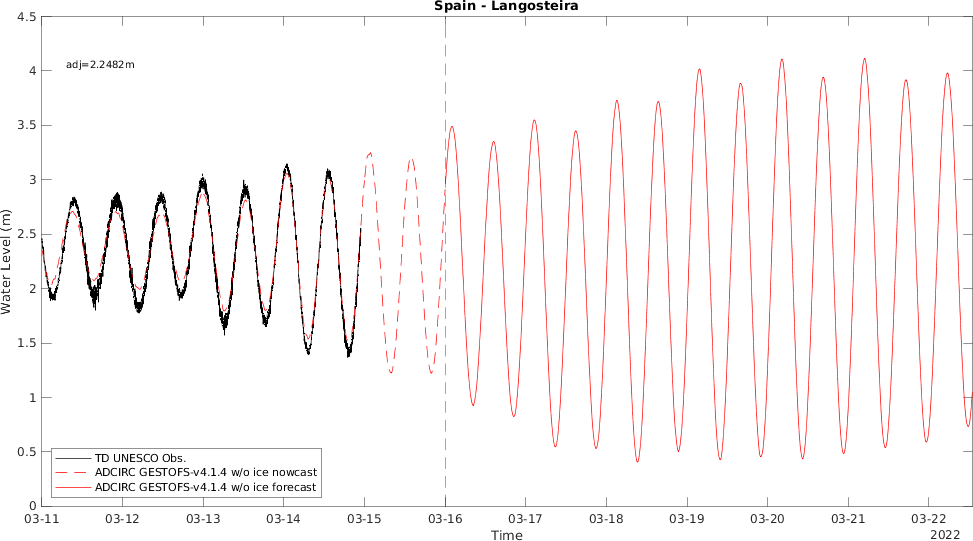 Spain - Langosteira
adj=2.2482m
Water Level (m)
4.5
4
3.5
3
2.5
2
1.5
1
0.5
0
TD UNESCO Obs.
ADCIRC GESTOFS-v4.1.4 w/o ice nowcast
ADCIRC GESTOFS-v4.1.4 w/o ice forecast
03-11 03-12 03-13 03-14 03-15 03-16 03-17 03-18 03-19 03-20 03-21 03-22
2022
Time